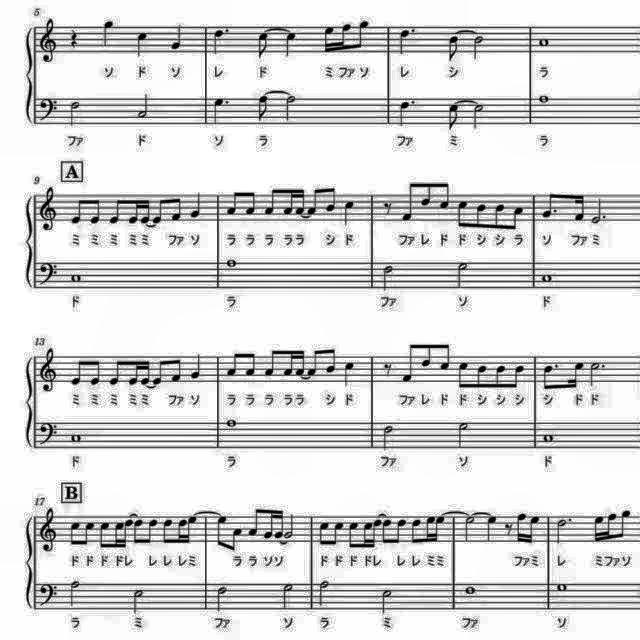 5
ソ ド ソ レ ド ミファソ レ シ ラ
ファ ド ソ ラ ファ ミ ラ
9 A
ミ ミ ミ ミミ ファ ソ ラ ラ ラ ララ シ ド ファ レ ド ド シ シ ラ ソ ファ ミ
ド ラ ファ ソ ド
13
ミ ミ ミ ミミ ファ ソ ラ ラ ラ ララ シ ド ファ レ ド ド シ シ シ シ ド ド
ド ラ ファ ソ ド
17 B
ド ド ド ドレ レ レ レミ ラ ラ ソソ ド ド ド ドレ レ レ ミミ ファミ レ ミファソ
ラ ミ ファ ソ ラ ミ ファ ソ